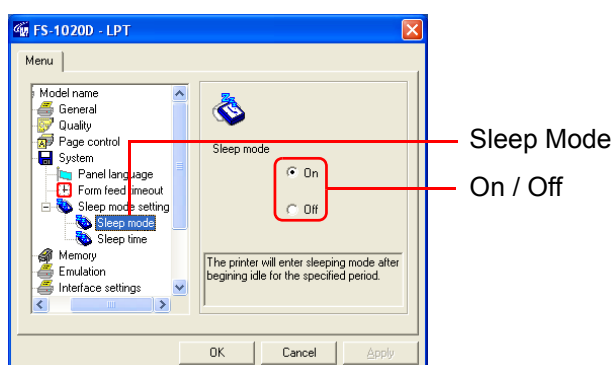 FS-1020D - LPT
Menu
Model name
General
Quality
Page control
System
Panel language
Form feed timeout
Sleep mode setting
Sleep mode
Sleep time
Memory
Emulation
Interface settings
Sleep mode
On
Off
The printer will enter sleeping mode after
begining idle for the specified period.
OK
Cancel
Apply
Sleep Mode
On / Off